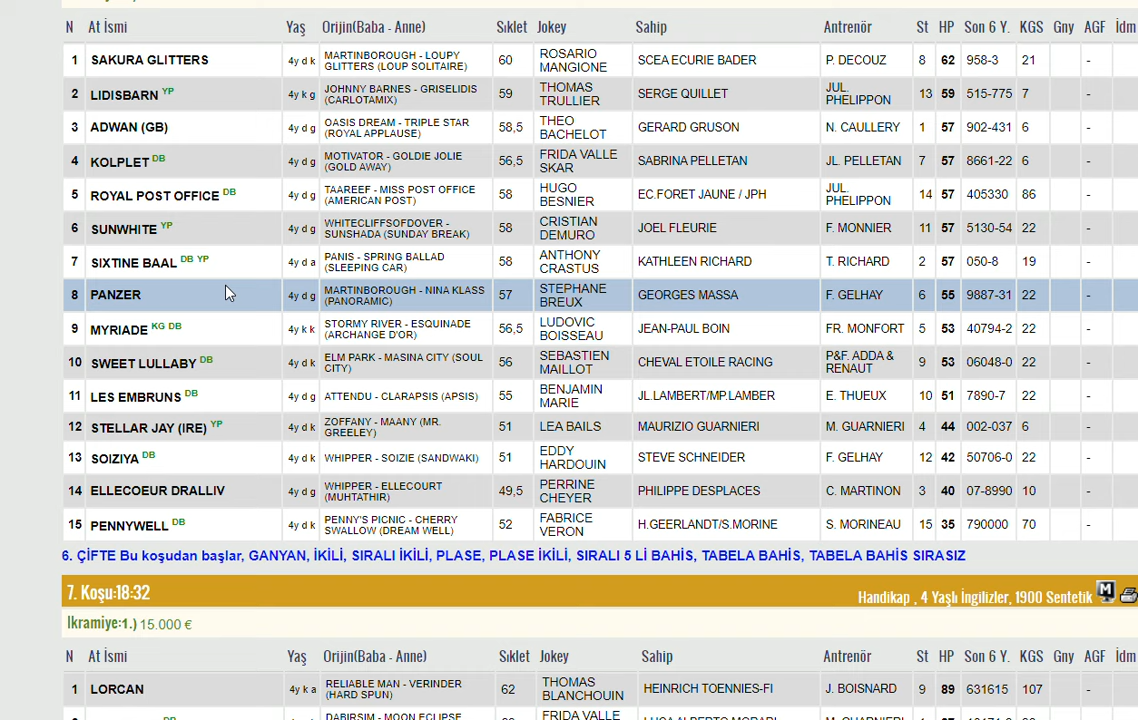 N At İsmi Yaş Orijin(Baba - Anne) Sıklet Jokey Sahip Antrenör St HP Son 6 Y. KGS Gny AGF İdm
1 SAKURA GLITTERS 4y d k MARTINBOROUGH - LOUPY GLITTERS (LOUP SOLITAIRE) 60 ROSARIO MANGIONE SCEA ECURIE BADER P. DECOUZ 8 62 958-3 21 -
2 LIDISBARN YP 4y k g JOHNNY BARNES - GRISELIDIS (CARLOTAMIX) 59 THOMAS TRULLIER SERGE QUILLET JUL. PHELIPPON 13 59 515-775 7 -
3 ADWAN (GB) 4y d g OASIS DREAM - TRIPLE STAR (ROYAL APPLAUSE) 58,5 THEO BACHELOT GERARD GRUSON N. CAULLERY 1 57 902-431 6 -
4 KOLPLET DB 4y d g MOTIVATOR - GOLDIE JOLIE (GOLD AWAY) 56,5 FRIDA VALLE SKAR SABRINA PELLETAN JL. PELLETAN 7 57 8661-22 6 -
5 ROYAL POST OFFICE DB 4y d g TAAREEF - MISS POST OFFICE (AMERICAN POST) 58 HUGO BESNIER EC.FORET JAUNE / JPH JUL. PHELIPPON 14 57 405330 86 -
6 SUNWHITE YP 4y d g WHITECLIFFSOFDOVER - SUNSHADA (SUNDAY BREAK) 58 CRISTIAN DEMURO JOEL FLEURIE F. MONNIER 11 57 5130-54 22 -
7 SIXTINE BAAL DB YP 4y d a PANIS - SPRING BALLAD (SLEEPING CAR) 58 ANTHONY CRASTUS KATHLEEN RICHARD T. RICHARD 2 57 050-8 19 -
8 PANZER 4y d g MARTINBOROUGH - NINA KLASS (PANORAMIC) 57 STEPHANE BREUX GEORGES MASSA F. GELHAY 6 55 9887-31 22 -
9 MYRIADE KG DB 4y k k STORMY RIVER - ESQUINADE (ARCHANGE D'OR) 56,5 LUDOVIC BOISSEAU JEAN-PAUL BOIN FR. MONFORT 5 53 40794-2 22 -
10 SWEET LULLABY DB 4y d k ELM PARK - MASINA CITY (SOUL CITY) 56 SEBASTIEN MAILLOT CHEVAL ETOILE RACING P&F. ADDA & RENAUT 9 53 06048-0 22 -
11 LES EMBRUNS DB 4y d g ATTENDU - CLARAPSIS (APSIS) 55 BENJAMIN MARIE JL.LAMBERT/MP.LAMBER E. THUEUX 10 51 7890-7 22 -
12 STELLAR JAY (IRE) YP 4y d k ZOFFANY - MAANY (MR. GREELEY) 51 LEA BAILS MAURIZIO GUARNIERI M. GUARNIERI 4 44 002-037 6 -
13 SOIZIYA DB 4y d k WHIPPER - SOIZIE (SANDWAKI) 51 EDDY HARDOUIN STEVE SCHNEIDER F. GELHAY 12 42 50706-0 22 -
14 ELLECOEUR DRALLIV 4y d g WHIPPER - ELLECOURT (MUHTATHIR) 49,5 PERRINE CHEYER PHILIPPE DESPLACES C. MARTINON 3 40 07-8990 10 -
15 PENNYWELL DB 4y d k PENNY'S PICNIC - CHERRY SWALLOW (DREAM WELL) 52 FABRICE VERON H.GEERLANDT/S.MORINE S. MORINEAU 15 35 790000 70 -
6. ÇİFTE Bu koşudan başlar, GANYAN, İKİLİ, SIRALI İKİLİ, PLASE, PLASE İKİLİ, SIRALI 5 Lİ BAHİS, TABELA BAHİS, TABELA BAHİS SIRASIZ
7. Koşu:18:32 Handikap , 4 Yaşlı İngilizler, 1900 Sentetik M
Ikramiye:1.) 15.000 €
N At İsmi Yaş Orijin(Baba - Anne) Sıklet Jokey Sahip Antrenör St HP Son 6 Y. KGS Gny AGF İdm
1 LORCAN 4y k a RELIABLE MAN - VERINDER (HARD SPUN) 62 THOMAS BLANCHOUIN HEINRICH TOENNIES-FI J. BOISNARD 9 89 631615 107 -
DABIRSIM - MOON ECLIPSE FRIDA VALLE